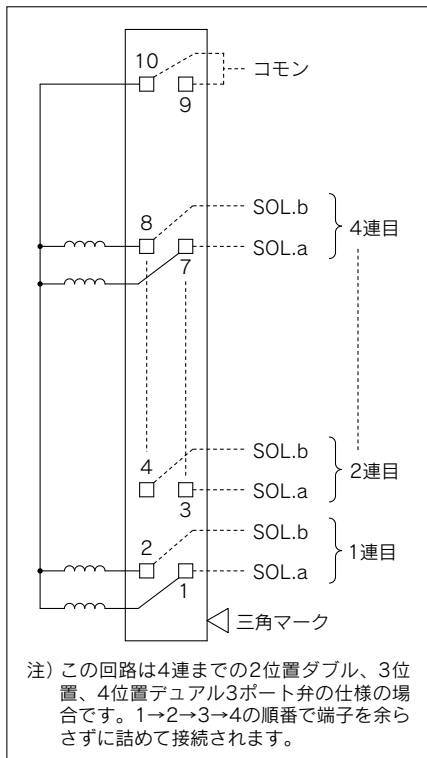 10
9
コモン
8
SOL.b
SOL.a
4連目
7
4
SOL.b
SOL.a
2連目
3
2
SOL.b
SOL.a
1連目
1
三角マーク
注）この回路は4連までの2位置ダブル、3位
置、4位置デュアル3ポート弁の仕様の場
合です。1→2→3→4の順番で端子を余ら
さずに詰めて接続されます。